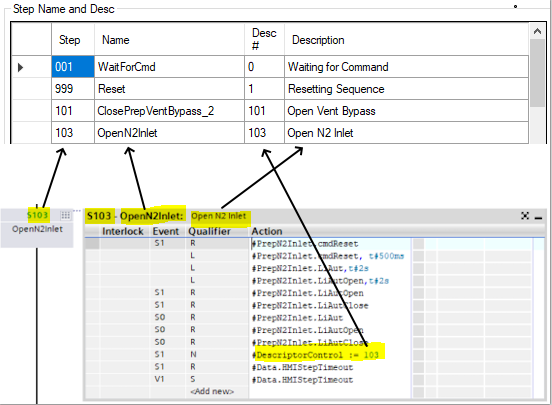 Step Name and Desc
Step Name Desc # Description
001 WaitForCmd 0 Waiting for Command
999 Reset 1 Resetting Sequence
101 ClosePrepVentBypass_2 101 Open Vent Bypass
103 OpenN2Inlet 103 Open N2 Inlet
S103
OpenN2Inlet
S103 - OpenN2Inlet: Open N2 Inlet
Interlock Event Qualifier Action
S1 R #PrepN2Inlet.cmdReset
L #PrepN2Inlet.cmdReset, t#500ms
L #PrepN2Inlet.LiAut,t#2s
L #PrepN2Inlet.LiAutOpen,t#2s
S1 R #PrepN2Inlet.LiAutOpen
S1 R #PrepN2Inlet.LiAutClose
S0 R #PrepN2Inlet.LiAut
S0 R #PrepN2Inlet.LiAutOpen
S0 R #PrepN2Inlet.LiAutClose
S1 N #DescriptorControl := 103
S1 R #Data.HMIStepTimeout
V1 S #Data.HMIStepTimeout
<Add new>